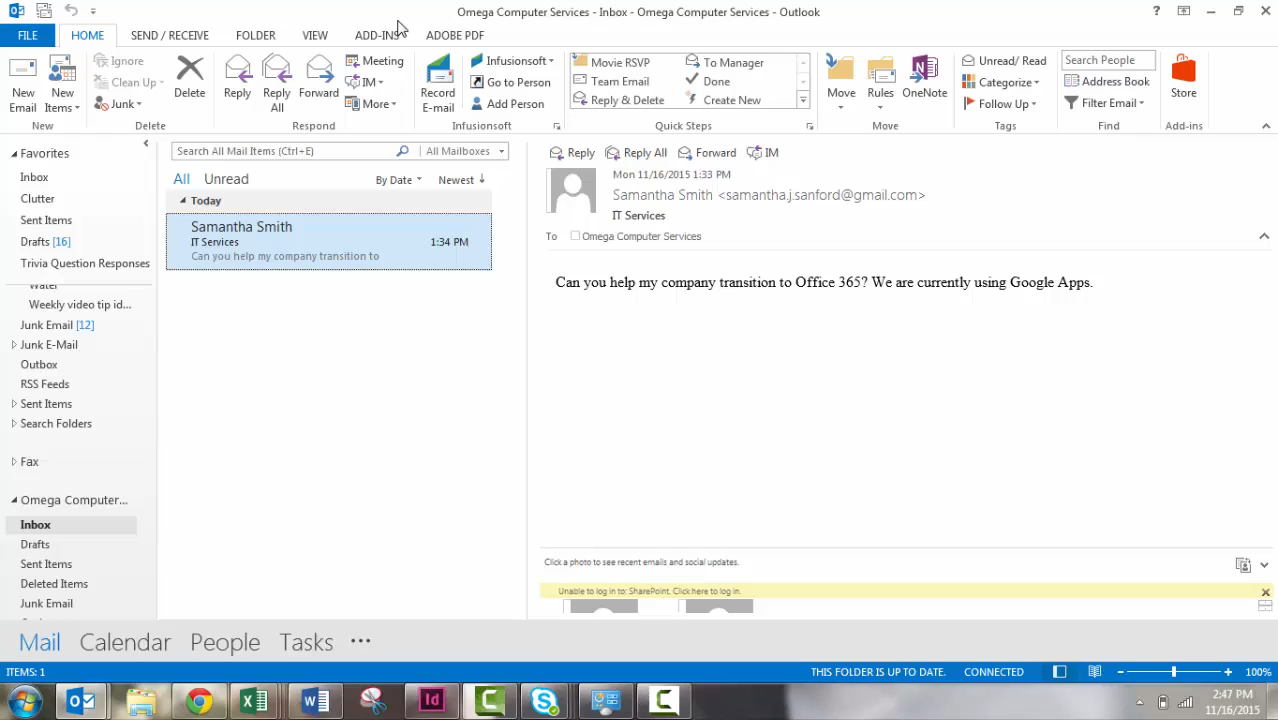 Omega Computer Services - Inbox - Omega Computer Services - Outlook
?
FILE HOME SEND / RECEIVE FOLDER VIEW ADD-INS ADOBE PDF
New Email
New Items
New
Ignore
Clean Up
Junk
Delete
Delete
Reply
Reply All
Forward
Meeting
IM
More
Respond
Record E-mail
Infusionsoft
Go to Person
Add Person
Infusionsoft
Movie RSVP
Team Email
Reply & Delete
To Manager
Done
Create New
Quick Steps
Move
Rules
OneNote
Move
Unread/ Read
Categorize
Follow Up
Tags
Search People
Address Book
Filter Email
Find
Store
Add-ins
Favorites
Inbox
Clutter
Sent Items
Drafts [16]
Trivia Question Responses
Water
Weekly video tip id...
Junk Email [12]
Junk E-Mail
Outbox
RSS Feeds
Sent Items
Search Folders
Fax
Omega Computer...
Inbox
Drafts
Sent Items
Deleted Items
Junk Email
Search All Mail Items (Ctrl+E)
All Mailboxes
All Unread
By Date Newest
Today
Samantha Smith
IT Services 1:34 PM
Can you help my company transition to
Reply Reply All Forward IM
Mon 11/16/2015 1:33 PM
Samantha Smith <samantha.j.sanford@gmail.com>
IT Services
To Omega Computer Services
Can you help my company transition to Office 365? We are currently using Google Apps.
Click a photo to see recent emails and social updates.
Unable to log in to: SharePoint. Click here to log in.
Mail Calendar People Tasks •••
ITEMS: 1 THIS FOLDER IS UP TO DATE. CONNECTED 100%
Id
2:47 PM
11/16/2015